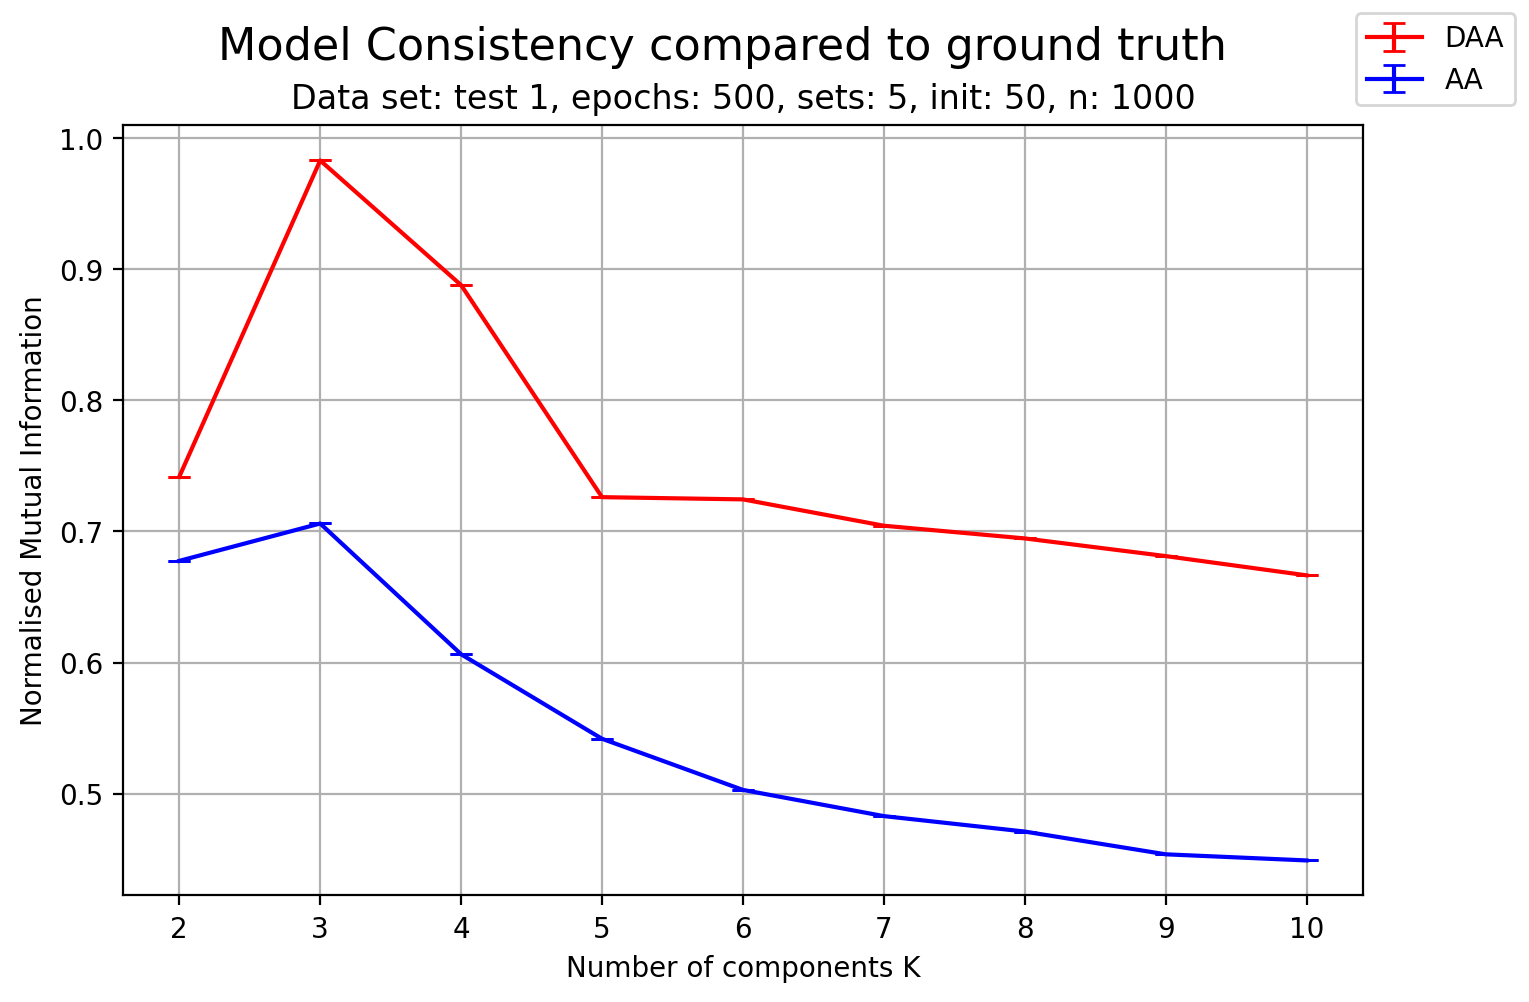 Model Consistency compared to ground truth
Data set: test 1, epochs: 500, sets: 5, init: 50, n: 1000
DAA
AA
Normalised Mutual Information
1.0
0.9
0.8
0.7
0.6
0.5
2 3 4 5 6 7 8 9 10
Number of components K